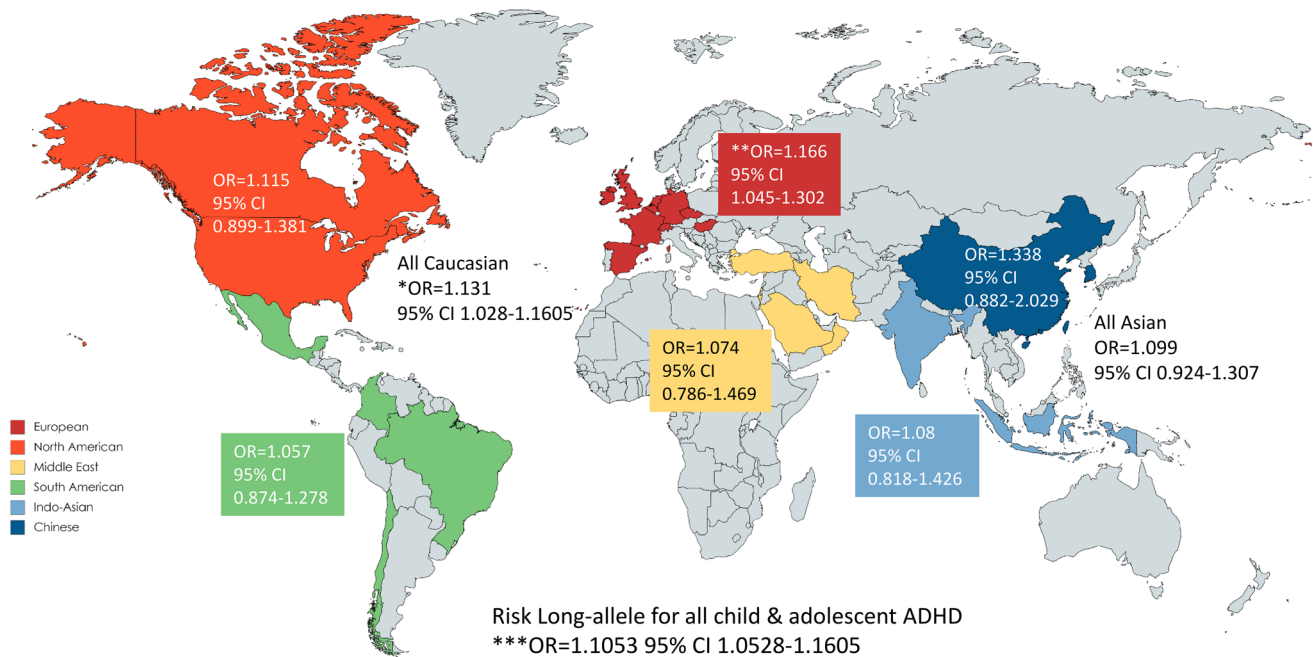 **OR=1.166
95% CI
1.045-1.302
OR=1.115
95% CI
0.899-1.381
All Caucasian
*OR=1.131
95% CI 1.028-1.1605
OR=1.338
95% CI
0.882-2.029
All Asian
OR=1.099
95% CI 0.924-1.307
OR=1.074
95% CI
0.786-1.469
OR=1.08
95% CI
0.818-1.426
OR=1.057
95% CI
0.874-1.278
European
North American
Middle East
South American
Indo-Asian
Chinese
Risk Long-allele for all child & adolescent ADHD
***OR=1.1053 95% CI 1.0528-1.1605